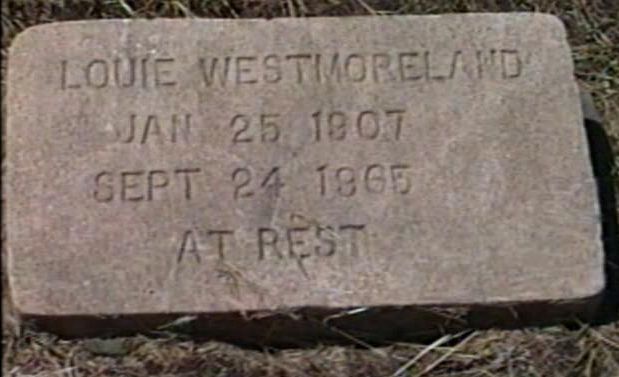 LOUIE WESTMORELAND
JAN 25 1907
SEPT 24 1965
AT REST